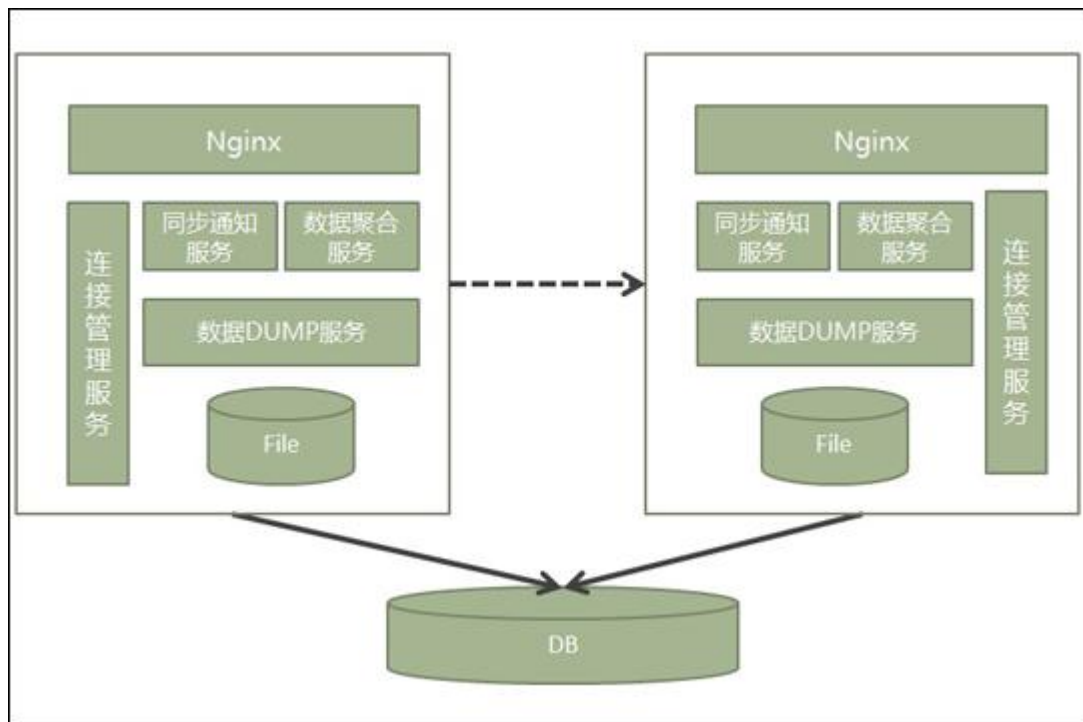 Nginx
同步通知
服务
数据聚合
服务
连接管理服务
数据DUMP服务
File
Nginx
同步通知
服务
数据聚合
服务
连接管理服务
数据DUMP服务
File
DB